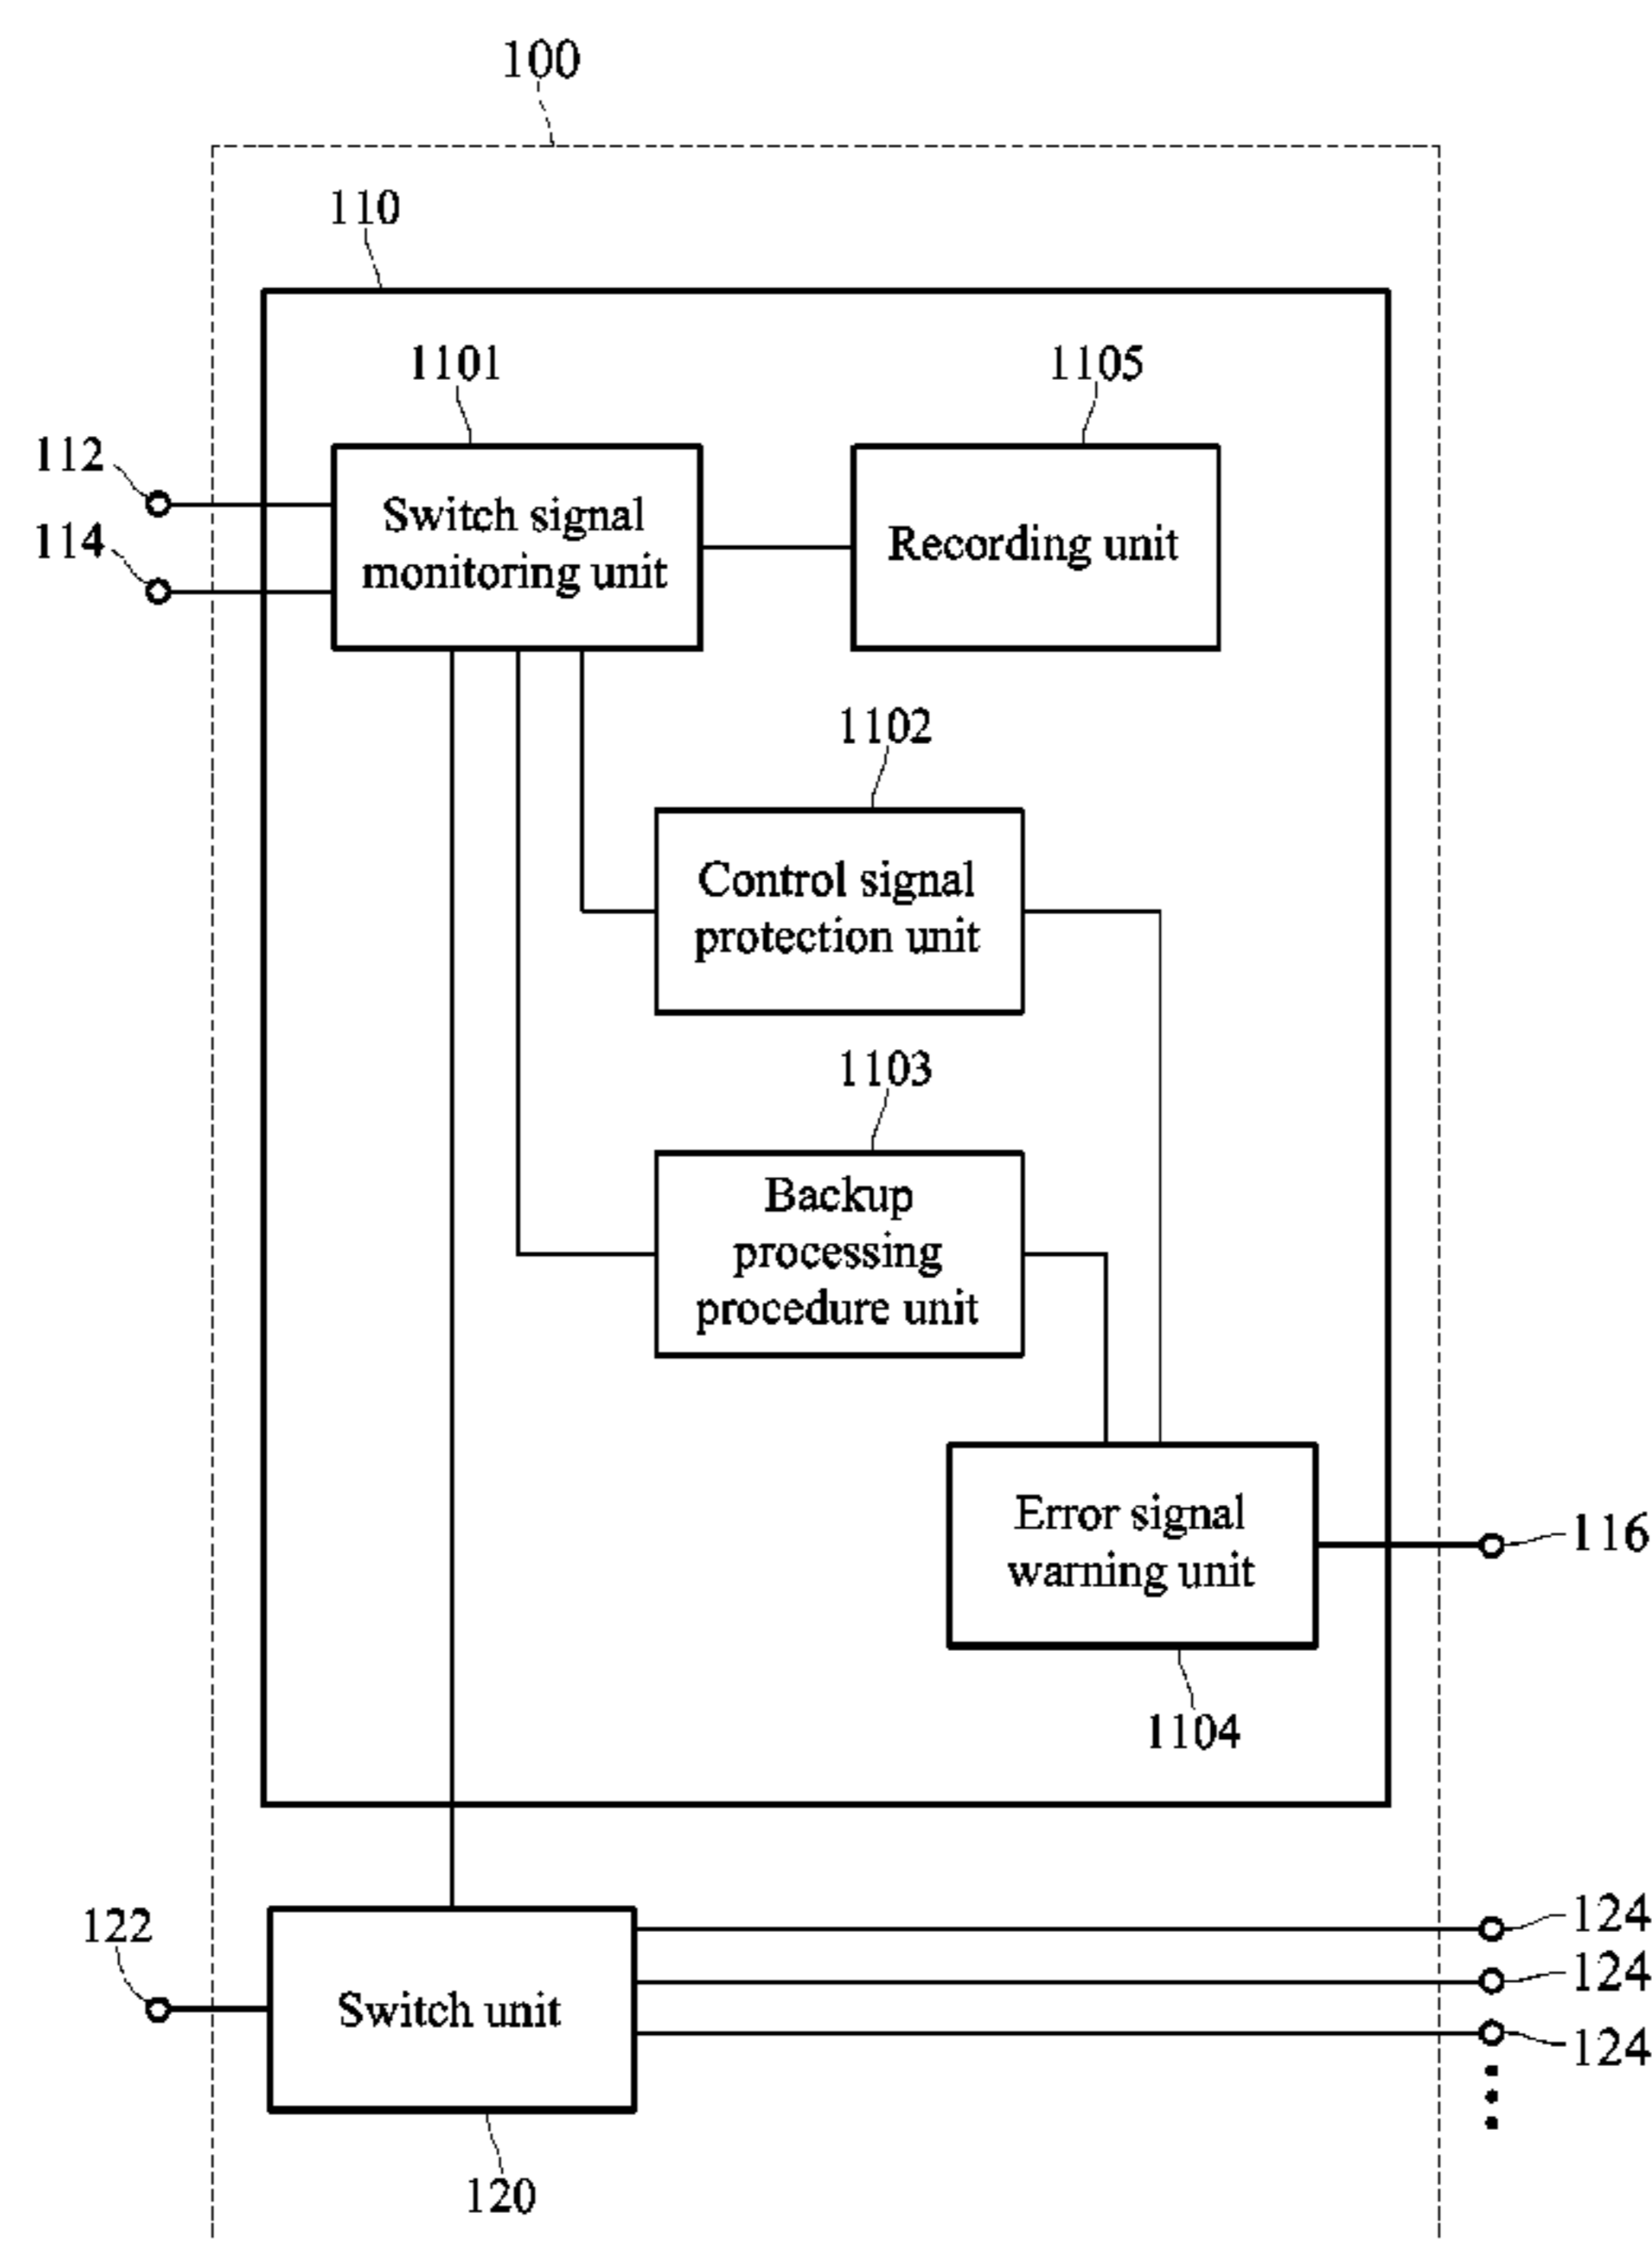 100
110
1101
1105
112
114
Switch signal
monitoring unit
Recording unit
1102
Control signal
protection unit
1103
Backup
processing
procedure unit
Error signal
warning unit
116
1104
122
Switch unit
124
124
124
120